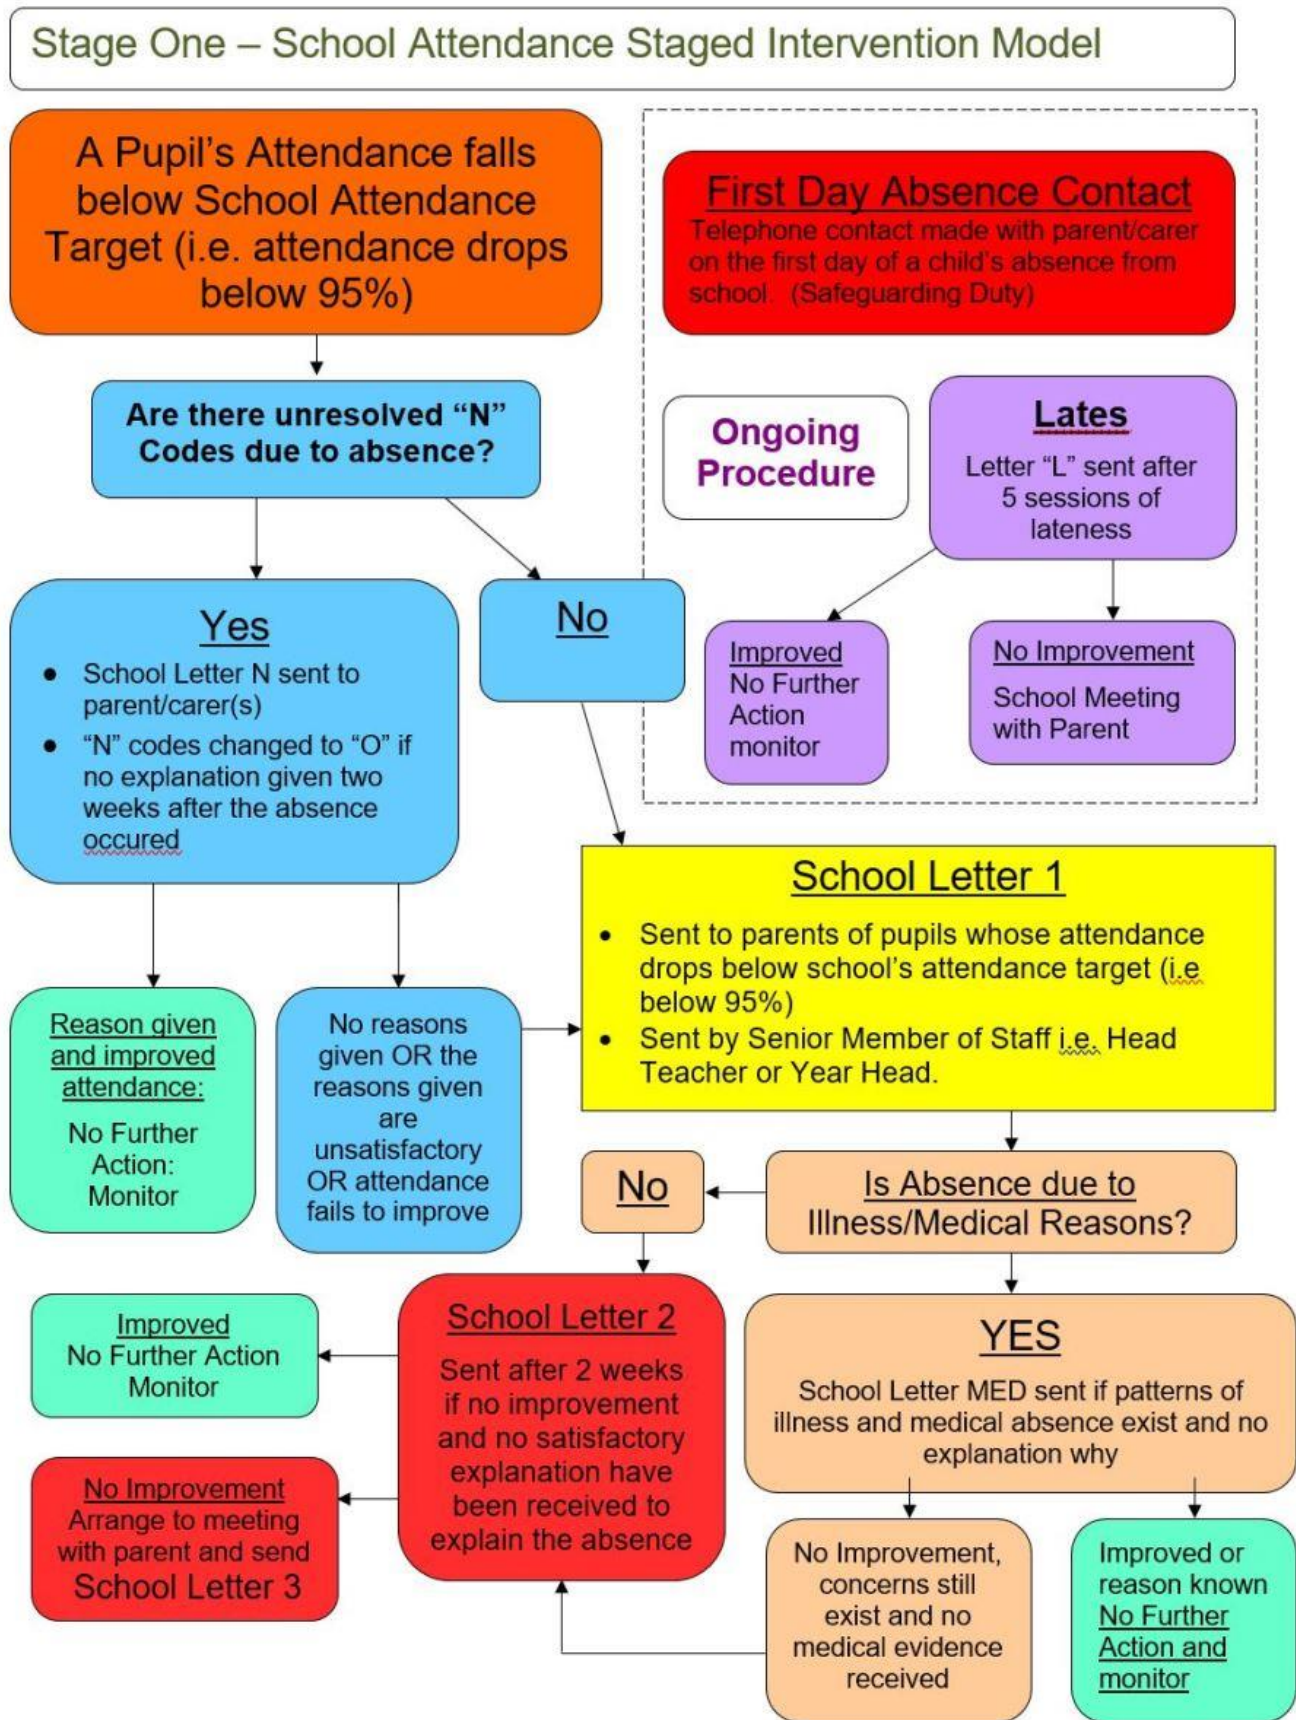 Stage One – School Attendance Staged Intervention Model
A Pupil's Attendance falls
below School Attendance
Target (i.e. attendance drops
below 95%)
First Day Absence Contact
Telephone contact made with parent/carer
on the first day of a child's absence from
school.  (Safeguarding Duty)
Are there unresolved “N”
Codes due to absence?
Ongoing
Procedure
Lates
Letter “L” sent after
5 sessions of
lateness
Yes
● School Letter N sent to
parent/carer(s)
● “N” codes changed to “O” if
no explanation given two
weeks after the absence
occured
No
Improved
No Further
Action
monitor
No Improvement
School Meeting
with Parent
School Letter 1
• Sent to parents of pupils whose attendance
drops below school's attendance target (i.e
below 95%)
• Sent by Senior Member of Staff i.e. Head
Teacher or Year Head.
Reason given
and improved
attendance:
No Further
Action:
Monitor
No reasons
given OR the
reasons given
are
unsatisfactory
OR attendance
fails to improve
No
Is Absence due to
Illness/Medical Reasons?
Improved
No Further Action
Monitor
School Letter 2
Sent after 2 weeks
if no improvement
and no satisfactory
explanation have
been received to
explain the absence
YES
School Letter MED sent if patterns of
illness and medical absence exist and no
explanation why
No Improvement
Arrange to meeting
with parent and send
School Letter 3
No Improvement,
concerns still
exist and no
medical evidence
received
Improved or
reason known
No Further
Action and
monitor